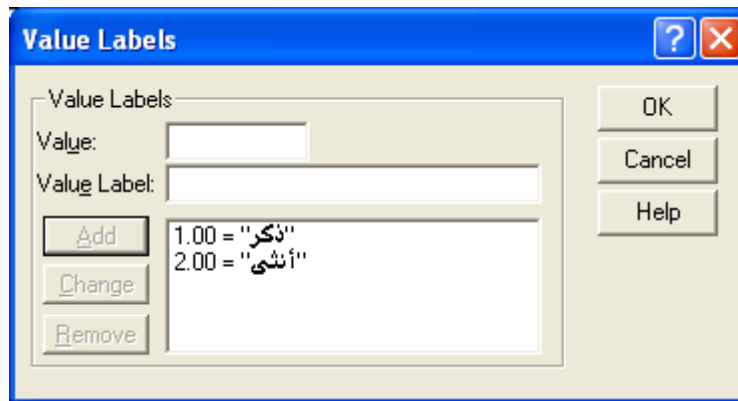 Value Labels
Value Labels
Value:
Value Label:
Add
Change
Remove
1.00 = "ذكر"
2.00 = "أنثى"
OK
Cancel
Help